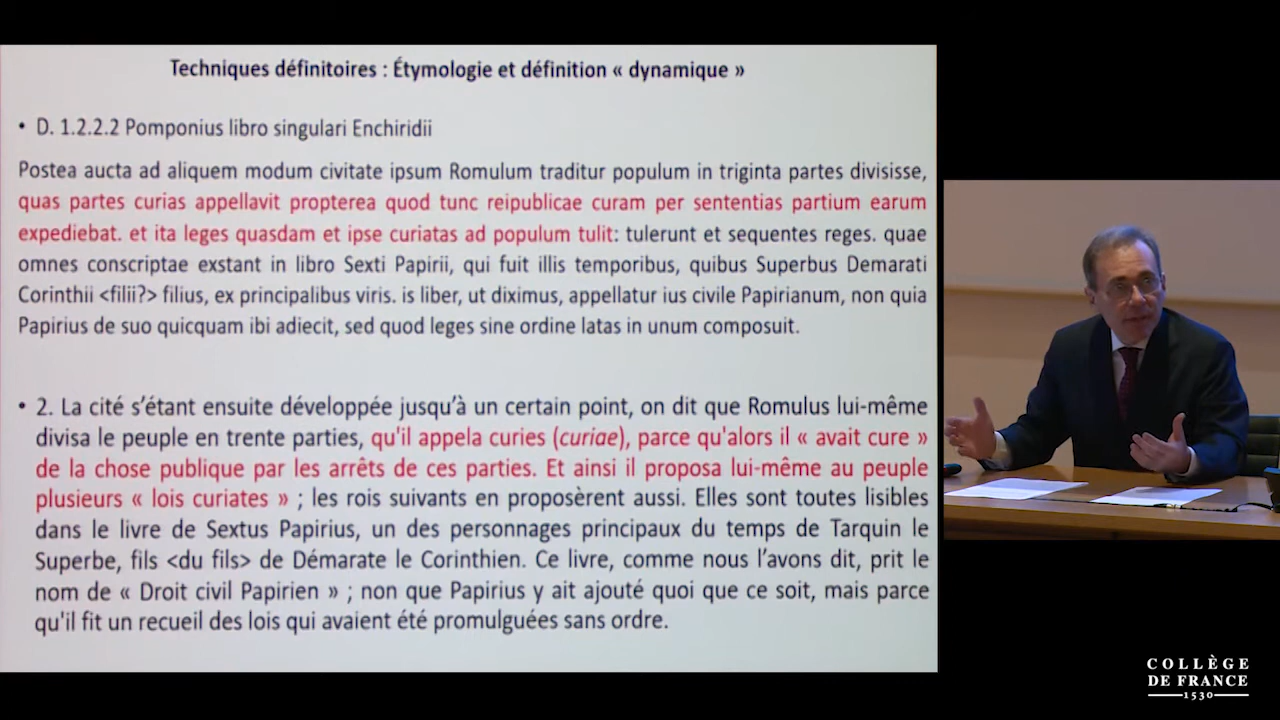 Techniques définitoires : Étymologie et définition « dynamique »
• D. 1.2.2.2 Pomponius libro singulari Enchiridii
Postea aucta ad aliquem modum civitate ipsum Romulum traditur populum in triginta partes divisisse,
quas partes curias appellavit propterea quod tunc reipublicae curam per sententias partium earum
expediebat. et ita leges quasdam et ipse curiatas ad populum tulit: tulerunt et sequentes reges. quae
omnes conscriptae exstant in libro Sexti Papirii, qui fuit illis temporibus, quibus Superbus Demarati
Corinthii <filii?> filius, ex principalibus viris. is liber, ut diximus, appellatur ius civile Papirianum, non quia
Papirius de suo quicquam ibi adiecit, sed quod leges sine ordine latas in unum composuit.
• 2. La cité s’étant ensuite développée jusqu’à un certain point, on dit que Romulus lui-même
divisa le peuple en trente parties, qu'il appela curies (curiae), parce qu'alors il « avait cure »
de la chose publique par les arrêts de ces parties. Et ainsi il proposa lui-même au peuple
plusieurs « lois curiates » ; les rois suivants en proposèrent aussi. Elles sont toutes lisibles
dans le livre de Sextus Papirius, un des personnages principaux du temps de Tarquin le
Superbe, fils <du fils> de Démarate le Corinthien. Ce livre, comme nous l’avons dit, prit le
nom de « Droit civil Papirien » ; non que Papirius y ait ajouté quoi que ce soit, mais parce
qu'il fit un recueil des lois qui avaient été promulguées sans ordre.
COLLÈGE
DE FRANCE
1530